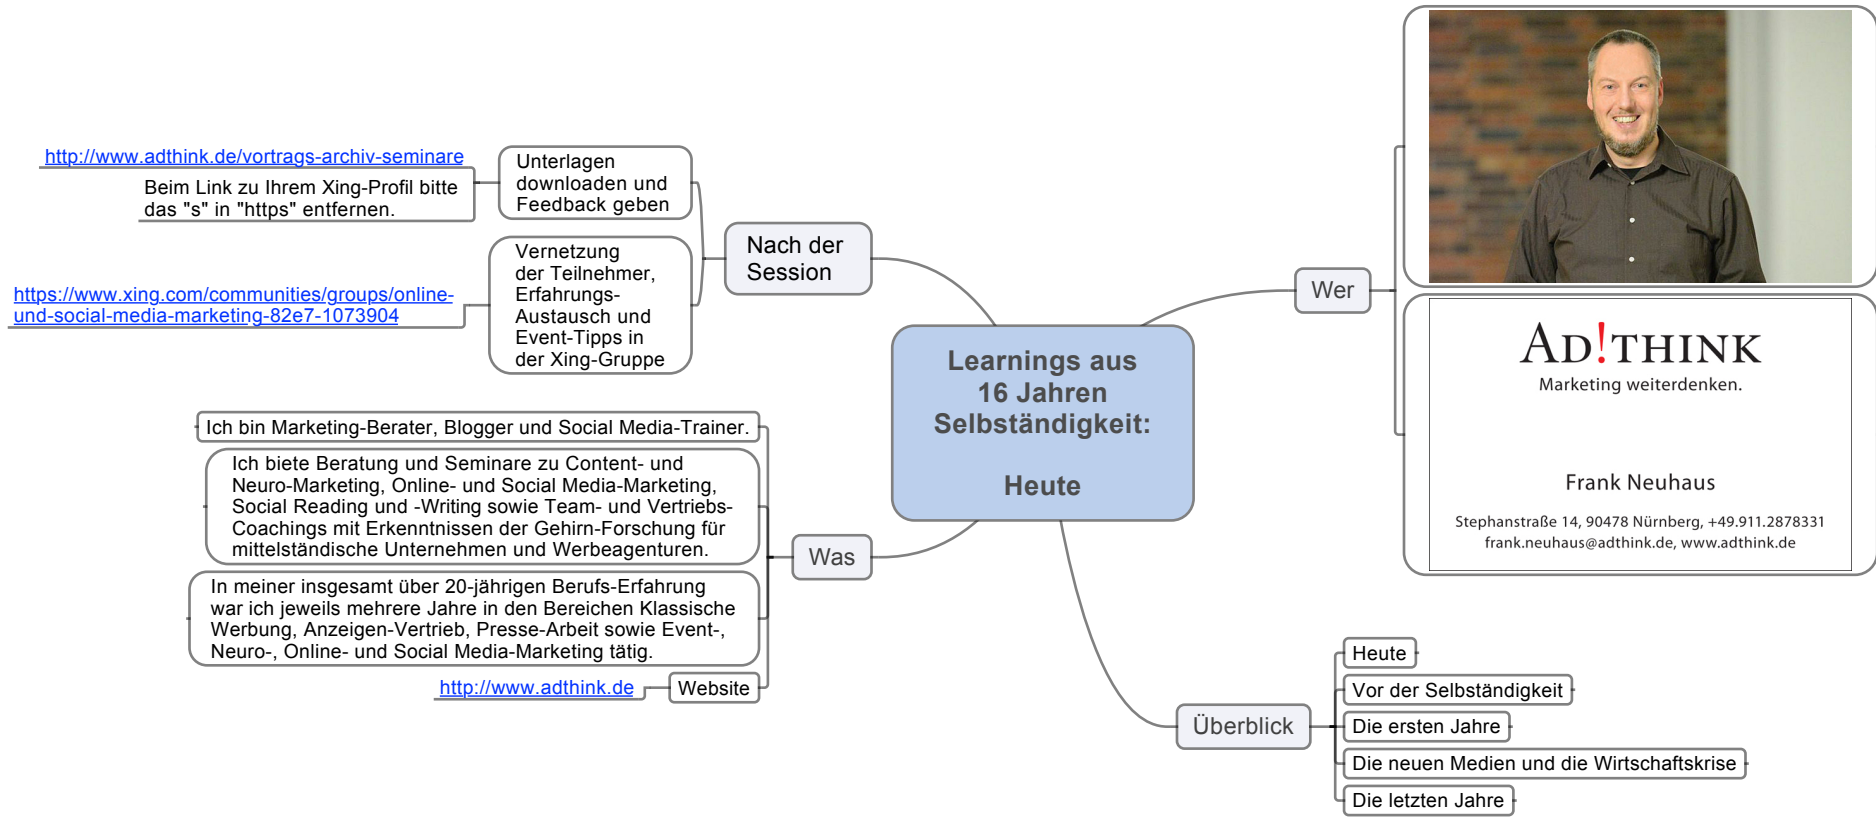 Learnings aus
16 Jahren
Selbständigkeit:
Heute
Wer
AD!THINK
Marketing weiterdenken.
Frank Neuhaus
Stephanstraße 14, 90478 Nürnberg, +49.911.2878331
frank.neuhaus@adthink.de, www.adthink.de
Überblick
Heute
Vor der Selbständigkeit
Die ersten Jahre
Die neuen Medien und die Wirtschaftskrise
Die letzten Jahre
Was
Ich bin Marketing-Berater, Blogger und Social Media-Trainer.
Ich biete Beratung und Seminare zu Content- und
Neuro-Marketing, Online- und Social Media-Marketing,
Social Reading und -Writing sowie Team- und Vertriebs-
Coachings mit Erkenntnissen der Gehirn-Forschung für
mittelständische Unternehmen und Werbeagenturen.
In meiner insgesamt über 20-jährigen Berufs-Erfahrung
war ich jeweils mehrere Jahre in den Bereichen Klassische
Werbung, Anzeigen-Vertrieb, Presse-Arbeit sowie Event-,
Neuro-, Online- und Social Media-Marketing tätig.
Website
http://www.adthink.de
Nach der
Session
Unterlagen
downloaden und
Feedback geben
http://www.adthink.de/vortrags-archiv-seminare
Beim Link zu Ihrem Xing-Profil bitte
das "s" in "https" entfernen.
Vernetzung
der Teilnehmer,
Erfahrungs-
Austausch und
Event-Tipps in
der Xing-Gruppe
https://www.xing.com/communities/groups/online-
und-social-media-marketing-82e7-1073904